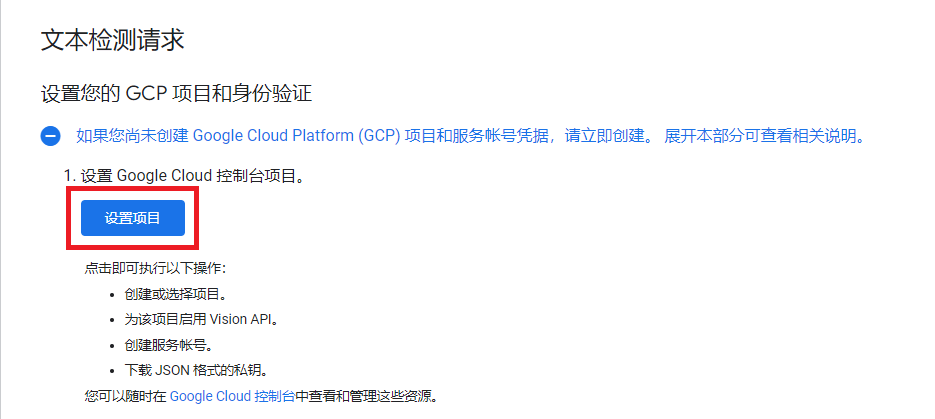 文本检测请求
设置您的 GCP 项目和身份验证
如果您尚未创建 Google Cloud Platform (GCP) 项目和服务帐号凭据，请立即创建。 展开本部分可查看相关说明。
1. 设置 Google Cloud 控制台项目。
设置项目
点击即可执行以下操作：
• 创建或选择项目。
• 为该项目启用 Vision API。
• 创建服务帐号。
• 下载 JSON 格式的私钥。
您可以随时在 Google Cloud 控制台中查看和管理这些资源。